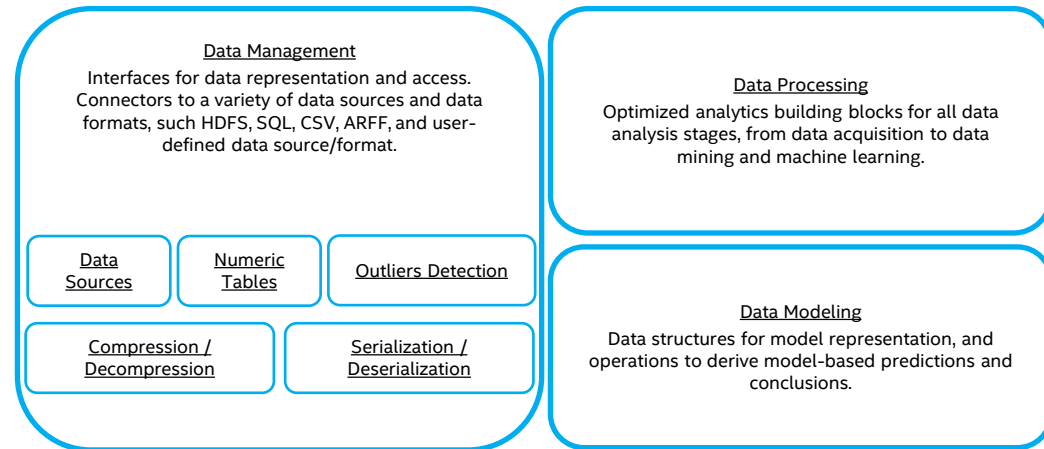 Data Management
Interfaces for data representation and access.
Connectors to a variety of data sources and data
formats, such HDFS, SQL, CSV, ARFF, and user-
defined data source/format.
Data
Sources
Numeric
Tables
Outliers Detection
Compression /
Decompression
Serialization /
Deserialization
Data Processing
Optimized analytics building blocks for all data
analysis stages, from data acquisition to data
mining and machine learning.
Data Modeling
Data structures for model representation, and
operations to derive model-based predictions and
conclusions.